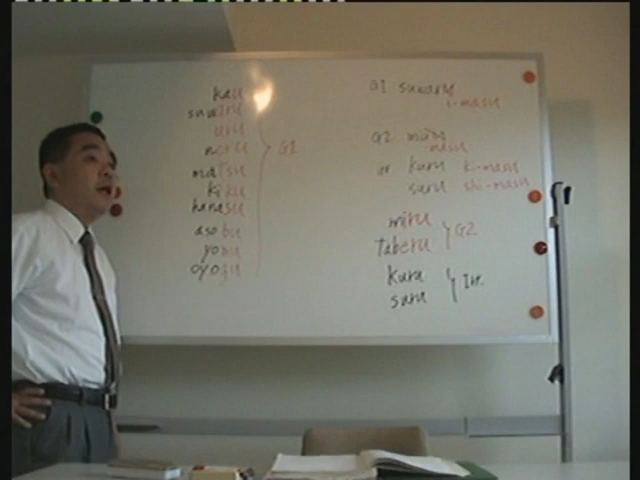 kau
suwaru
uru
noru
matsu
kiku
hanasu
asobu
yomu
oyogu
G1
G1 suwaru
i-masu
G2 miru
masu
or kuru ki-masu
suru shi-masu
miru
taberu
G2
kuru
suru
Irr.